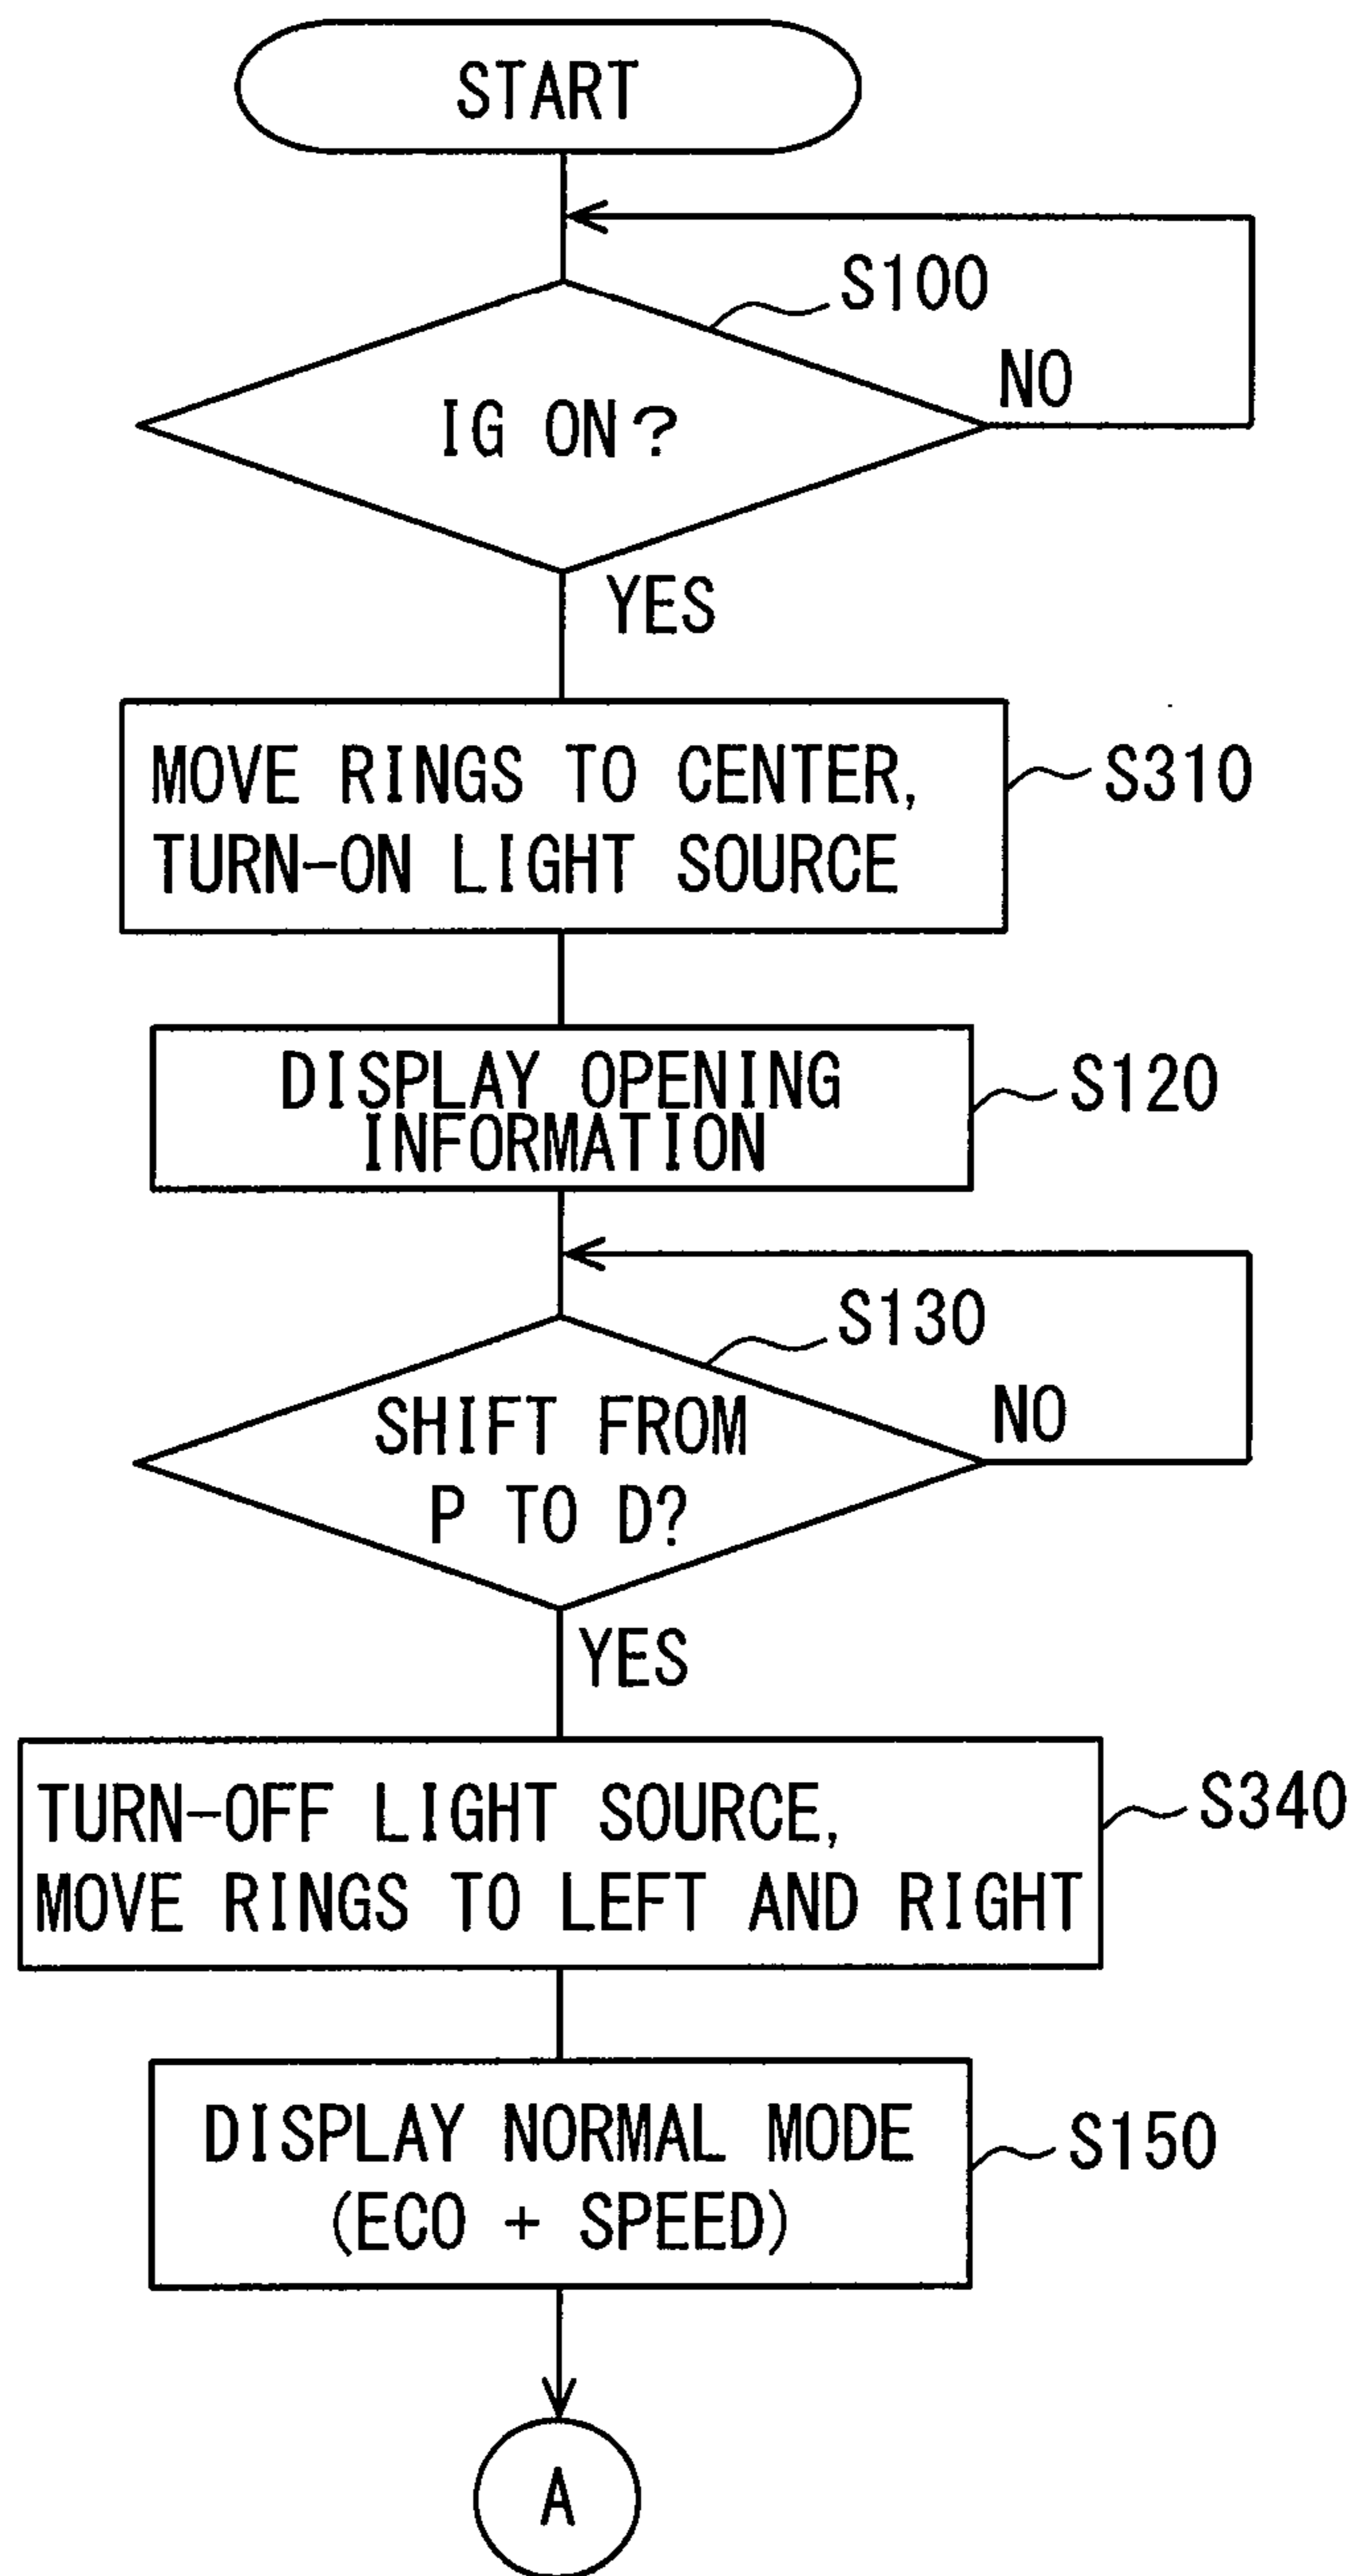 START
S100
IG ON?
NO
YES
MOVE RINGS TO CENTER,
TURN-ON LIGHT SOURCE
S310
DISPLAY OPENING
INFORMATION
S120
S130
SHIFT FROM
P TO D?
NO
YES
TURN-OFF LIGHT SOURCE,
MOVE RINGS TO LEFT AND RIGHT
S340
DISPLAY NORMAL MODE
(ECO + SPEED)
S150
A